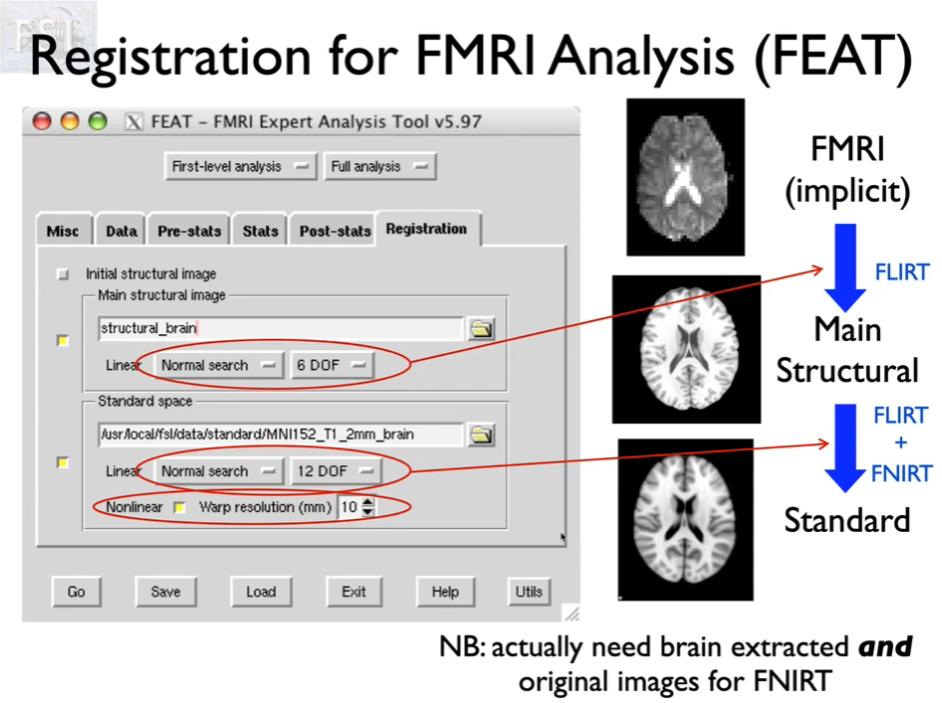 FSL
Registration for FMRI Analysis (FEAT)
X FEAT - FMRI Expert Analysis Tool v5.97
First-level analysis Full analysis
Misc Data Pre-stats Stats Post-stats Registration
Initial structural image
Main structural image
structural_brain
Linear Normal search 6 DOF
Standard space
/usr/local/fsl/data/standard/MNI152_T1_2mm_brain
Linear Normal search 12 DOF
Nonlinear Warp resolution (mm) 10
Go Save Load Exit Help Utils
FMRI
(implicit)
FLIRT
Main
Structural
FLIRT
+
FNIRT
Standard
NB: actually need brain extracted and
original images for FNIRT